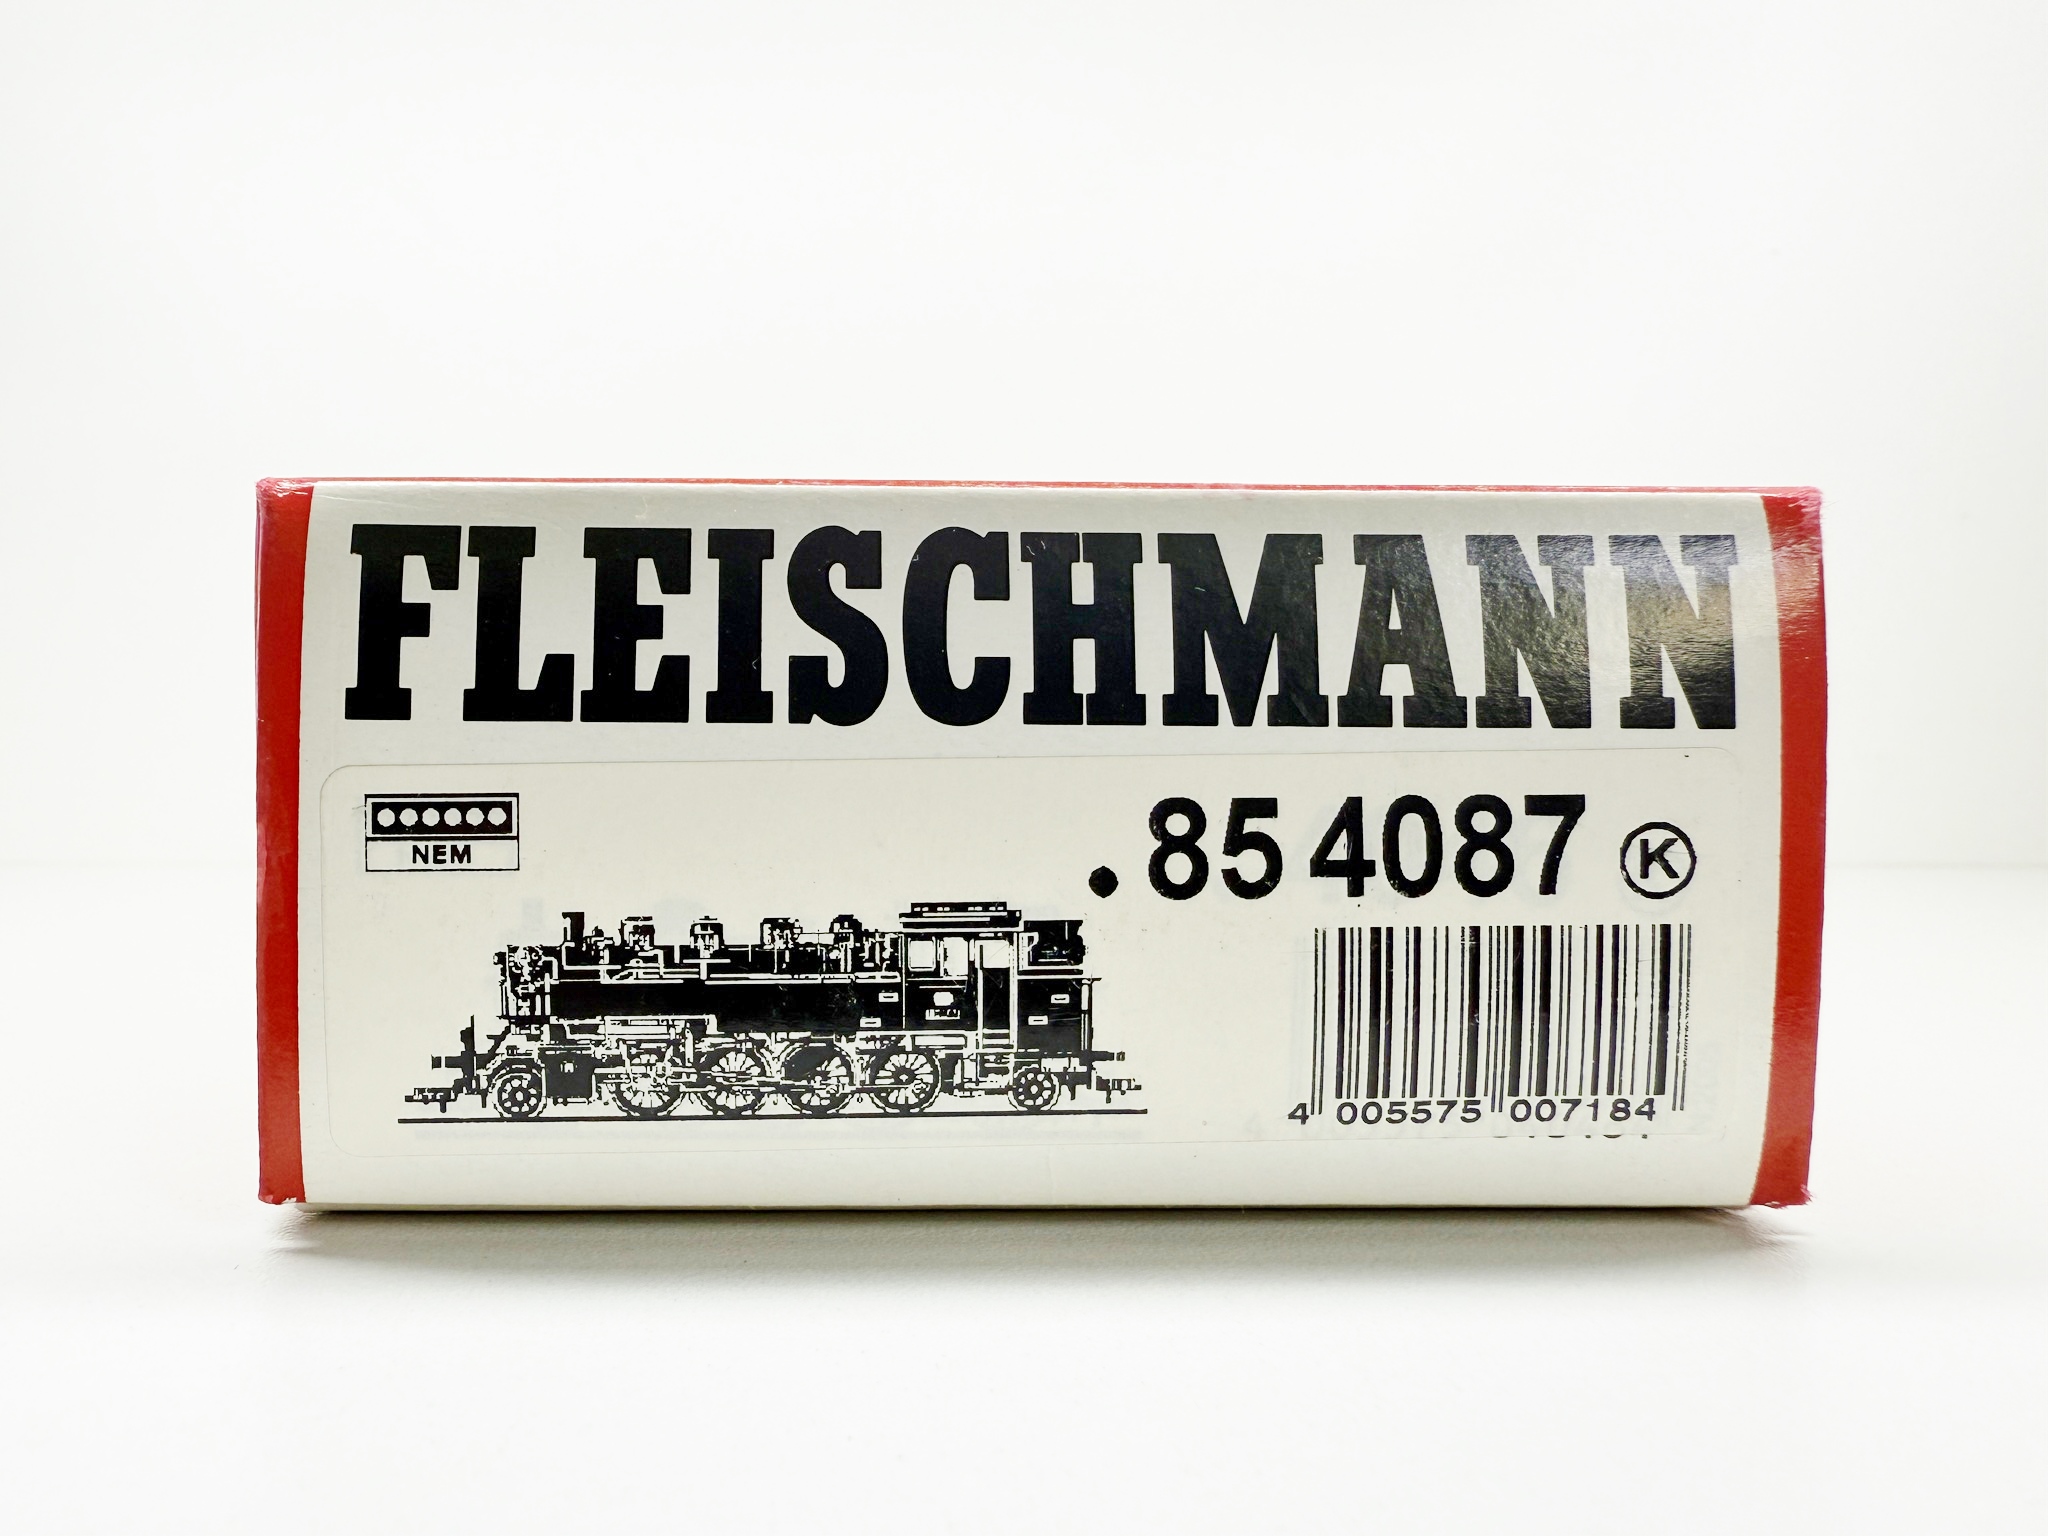 FLEISCHMANN
NEM
.85 4087 K
4 005575 007184